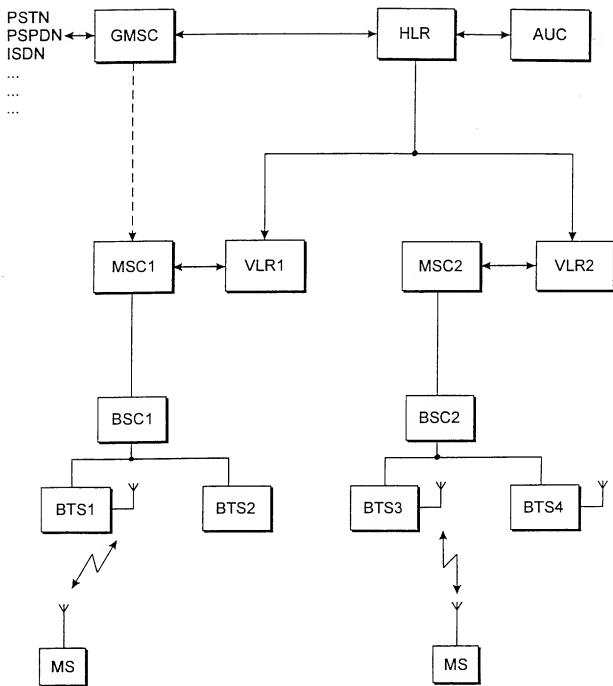 PSTN
PSPDN
ISDN
...
...
...
GMSC
HLR
AUC
MSC1
VLR1
MSC2
VLR2
BSC1
BSC2
BTS1
BTS2
BTS3
BTS4
MS
MS